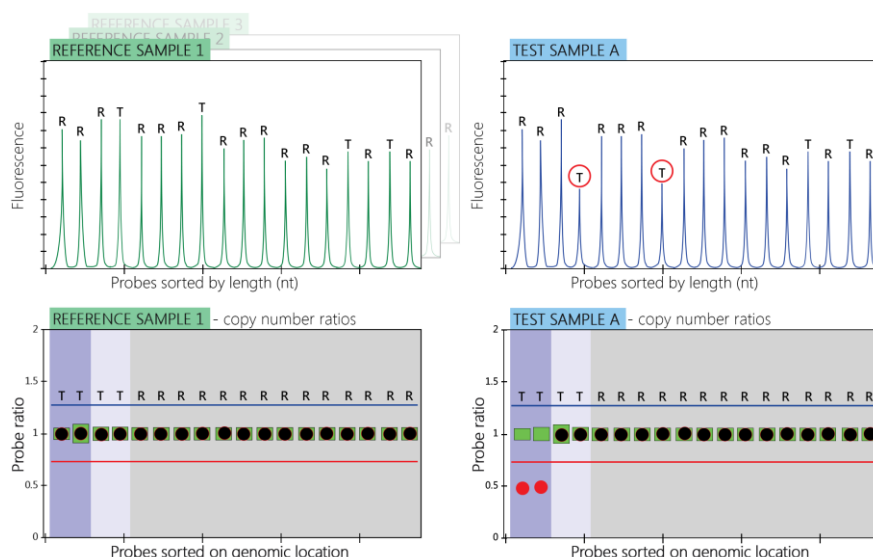 REFERENCE SAMPLE 3
REFERENCE SAMPLE 2
REFERENCE SAMPLE 1
Fluorescence
R R R T R R R T R R R R R R T R T R R R
Probes sorted by length (nt)
TEST SAMPLE A
Fluorescence
R R R T R R R T R R R R R R T R T R
Probes sorted by length (nt)
REFERENCE SAMPLE 1 - copy number ratios
Probe ratio
2
1.5
1
0.5
0
T T T T R R R R R R R R R R R R R R
Probes sorted on genomic location
TEST SAMPLE A - copy number ratios
Probe ratio
2
1.5
1
0.5
0
T T T T R R R R R R R R R R R R R R
Probes sorted on genomic location